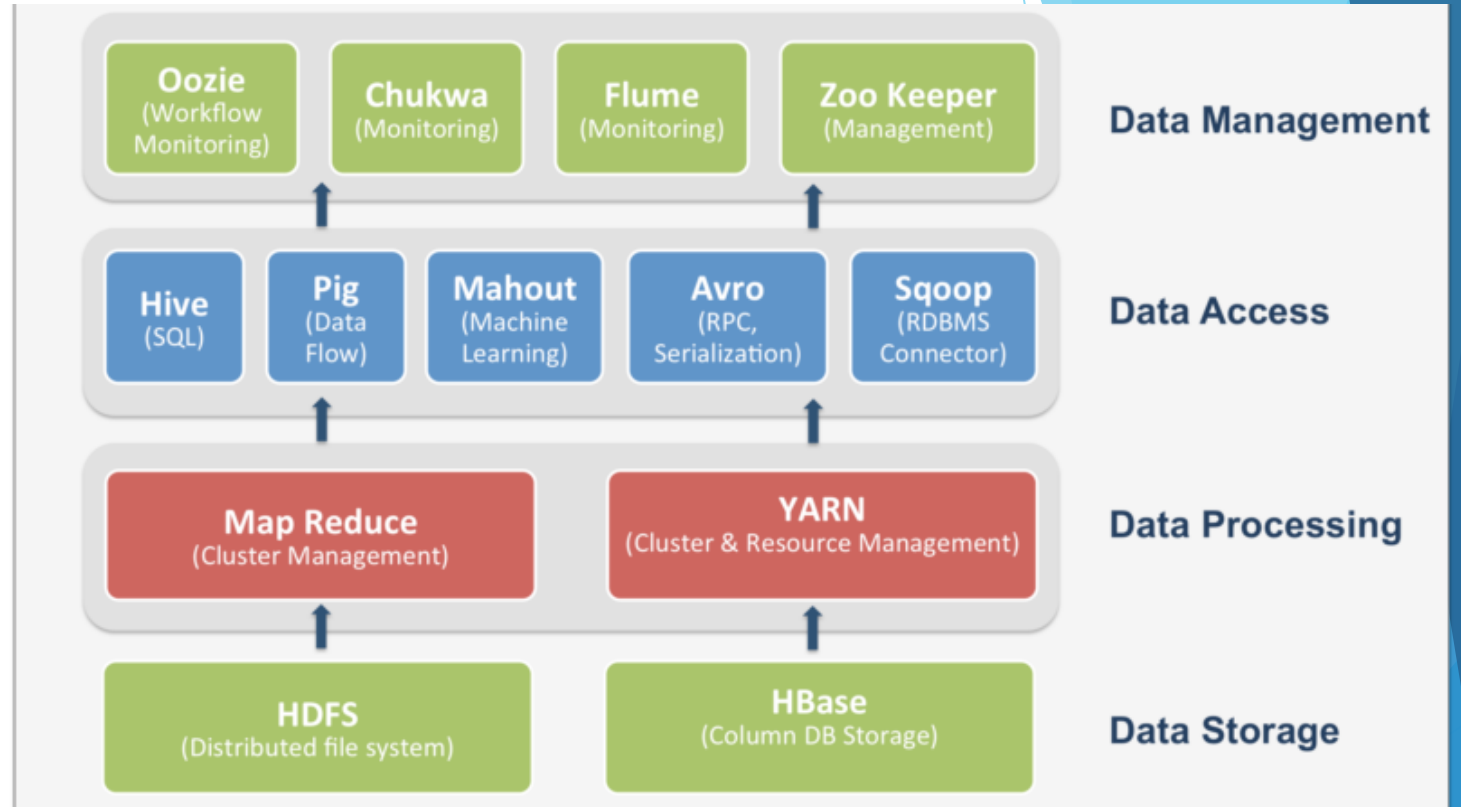 Oozie
(Workflow
Monitoring)
Chukwa
(Monitoring)
Flume
(Monitoring)
Zoo Keeper
(Management)
Data Management
Hive
(SQL)
Pig
(Data
Flow)
Mahout
(Machine
Learning)
Avro
(RPC,
Serialization)
Sqoop
(RDBMS
Connector)
Data Access
Map Reduce
(Cluster Management)
YARN
(Cluster & Resource Management)
Data Processing
HDFS
(Distributed file system)
HBase
(Column DB Storage)
Data Storage